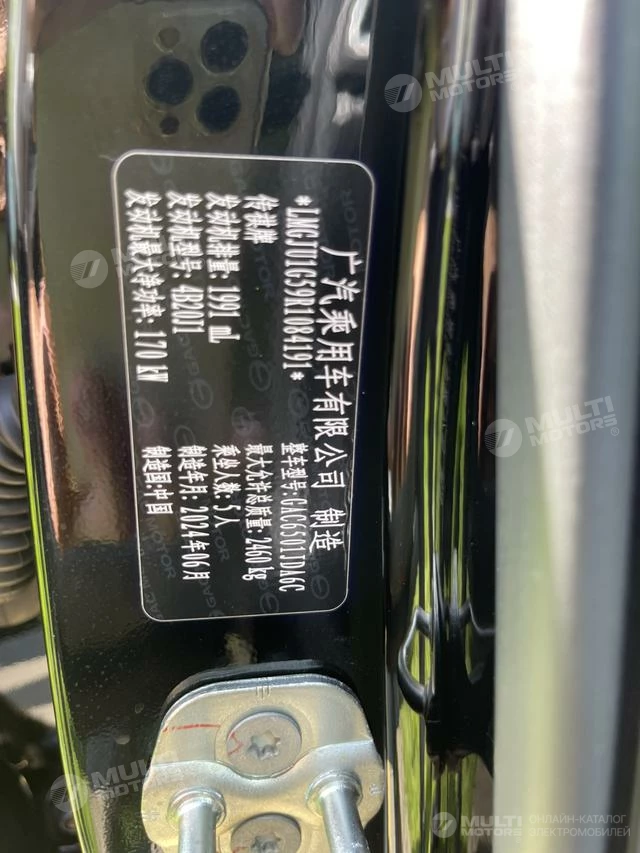 广汽乘用车有限公司 制造
*LMGJU1G59R1084191*
传祺牌
整车型号: GAC6501JDA6C
发动机排量: 1991 mL
最大允许总质量: 2460 kg
发动机型号: 4B20J1
乘坐人数: 5人
发动机最大净功率: 170 kW
制造年月: 2024年06月
制造国: 中国
MULTI
MOTORS®
MULTI
MOTORS®
MULTI
MOTORS
MULTI
MOTORS
MULTI
MOTORS®
ОНЛАЙН-КАТАЛОГ
ЭЛЕКТРОМОБИЛЕЙ